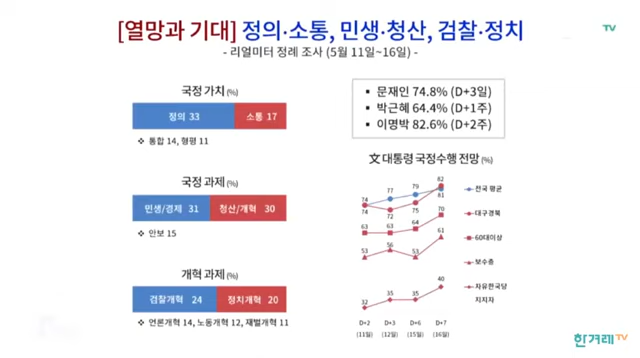 [열망과 기대] 정의·소통, 민생·청산, 검찰·정치
- 리얼미터 정례 조사 (5월 11일~16일) -
TV
국정 가치 (%)
정의 33 소통 17
❖ 통합 14, 형평 11
국정 과제 (%)
민생/경제 31 청산/개혁 30
❖ 안보 15
개혁 과제 (%)
검찰개혁 24 정치개혁 20
❖ 언론개혁 14, 노동개혁 12, 재벌개혁 11
▪ 문재인 74.8% (D+3일)
▪ 박근혜 64.4% (D+1주)
▪ 이명박 82.6% (D+2주)
文 대통령 국정수행 전망 (%)
74 77 79 82
74 72 75 81
63 63 64 70
53 56 53 61
32 35 35 40
D+2 D+3 D+6 D+7
(11일) (12일) (15일) (16일)
전국 평균
대구경북
60대이상
보수층
자유한국당
지지자
한겨레TV